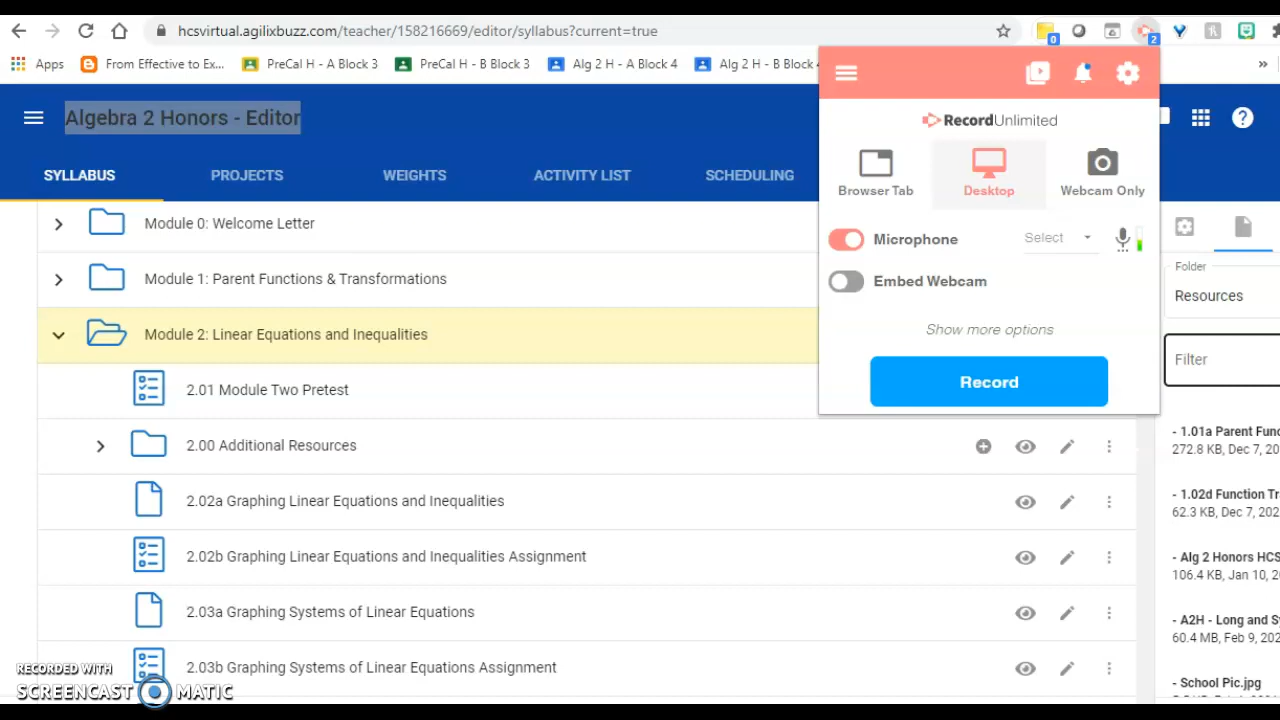 hcsvirtual.agilixbuzz.com/teacher/158216669/editor/syllabus?current=true
0
2
Apps
From Effective to Ex...
PreCal H - A Block 3
PreCal H - B Block 3
Alg 2 H - A Block 4
Alg 2 H - B Block 4
»
Algebra 2 Honors - Editor
SYLLABUS
PROJECTS
WEIGHTS
ACTIVITY LIST
SCHEDULING
RecordUnlimited
Browser Tab
Desktop
Webcam Only
Microphone
Select
Embed Webcam
Show more options
Record
Module 0: Welcome Letter
Module 1: Parent Functions & Transformations
Module 2: Linear Equations and Inequalities
2.01 Module Two Pretest
2.00 Additional Resources
2.02a Graphing Linear Equations and Inequalities
2.02b Graphing Linear Equations and Inequalities Assignment
2.03a Graphing Systems of Linear Equations
2.03b Graphing Systems of Linear Equations Assignment
Folder
Resources
Filter
- 1.01a Parent Func
272.8 KB, Dec 7, 20
- 1.02d Function Tr
62.3 KB, Dec 7, 202
- Alg 2 Honors HCS
106.4 KB, Jan 10, 2
- A2H - Long and Sy
60.4 MB, Feb 9, 202
- School Pic.jpg
RECORDED WITH
SCREENCAST MATIC